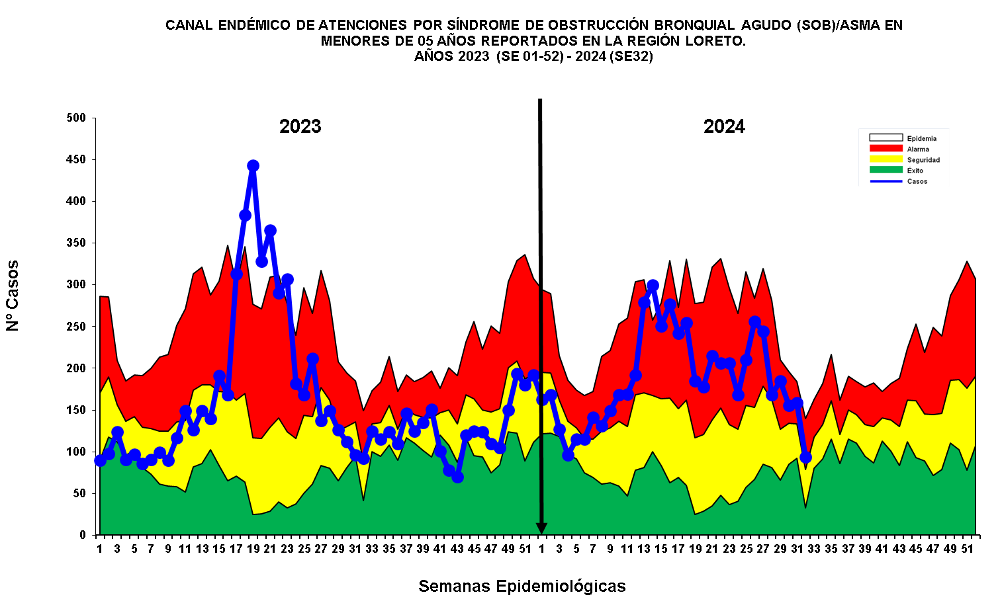 CANAL ENDÉMICO DE ATENCIONES POR SÍNDROME DE OBSTRUCCIÓN BRONQUIAL AGUDO (SOB)/ASMA EN
MENORES DE 05 AÑOS REPORTADOS EN LA REGIÓN LORETO.
AÑOS 2023 (SE 01-52) - 2024 (SE32)
2023
2024
Epidemia
Alarma
Seguridad
Éxito
Casos
Nº Casos
500
450
400
350
300
250
200
150
100
50
0
1 3 5 7 9 11 13 15 17 19 21 23 25 27 29 31 33 35 37 39 41 43 45 47 49 51 1 3 5 7 9 11 13 15 17 19 21 23 25 27 29 31 33 35 37 39 41 43 45 47 49 51
Semanas Epidemiológicas